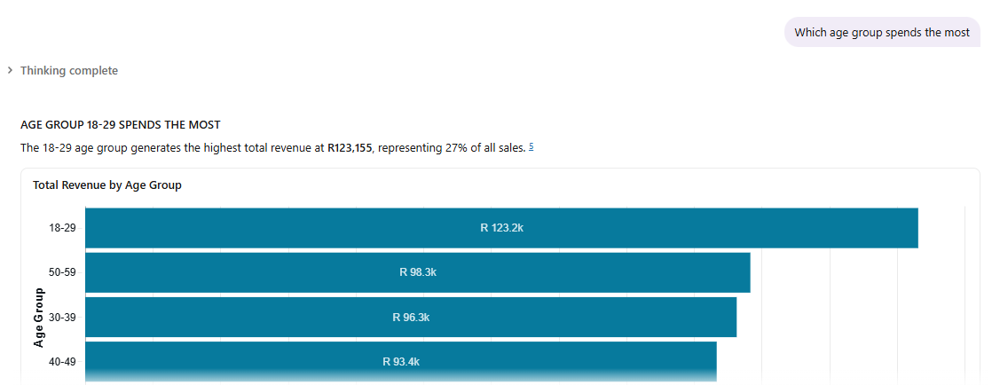 Which age group spends the most
Thinking complete
AGE GROUP 18-29 SPENDS THE MOST
The 18-29 age group generates the highest total revenue at R123,155, representing 27% of all sales. 5
Total Revenue by Age Group
Age Group
18-29 R 123.2k
50-59 R 98.3k
30-39 R 96.3k
40-49 R 93.4k